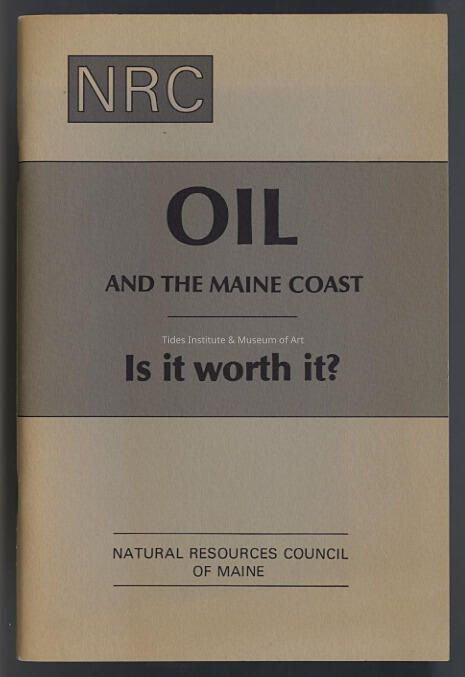 NRC
OIL
AND THE MAINE COAST
Tides Institute & Museum of Art
Is it worth it?
NATURAL RESOURCES COUNCIL
OF MAINE